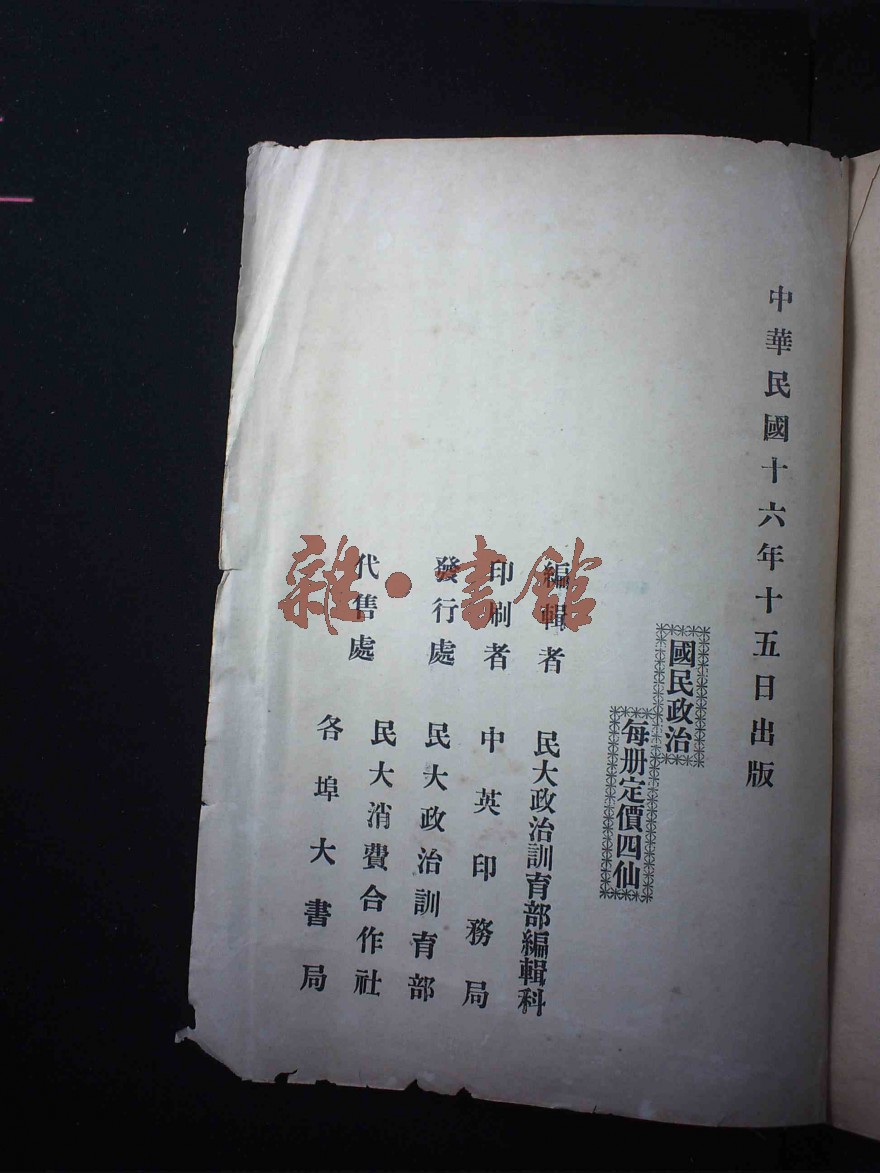 中華民國十六年十五日出版
國民政治
每册定價四仙
編輯者 民大政治訓育部編輯科
印刷者 中英印務局
發行處 民大政治訓育部
代售處 民大消費合作社
各埠大書局
雜·書館